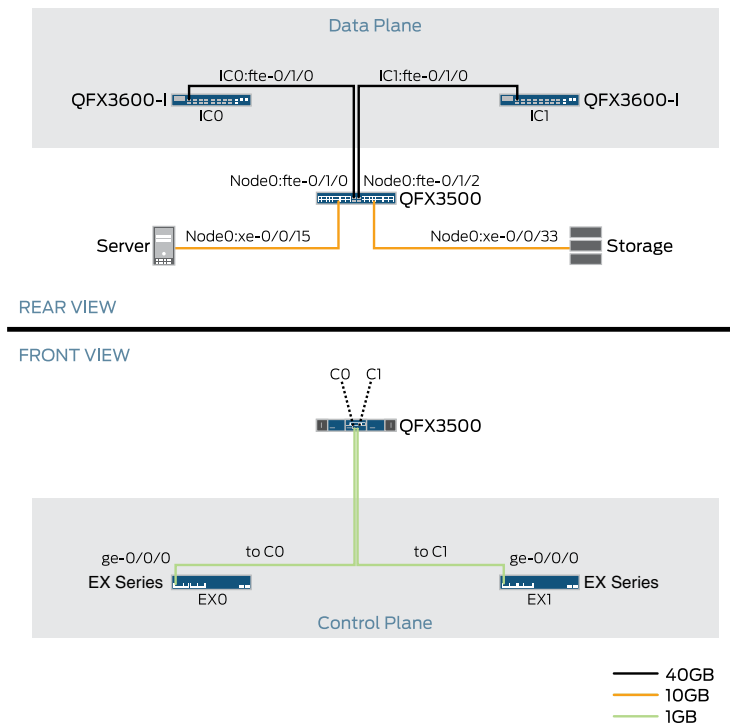 Data Plane
IC0:fte-0/1/0
IC1:fte-0/1/0
QFX3600-I
QFX3600-I
IC0
IC1
Node0:fte-0/1/0
Node0:fte-0/1/2
QFX3500
Server
Node0:xe-0/0/15
Node0:xe-0/0/33
Storage
REAR VIEW
FRONT VIEW
C0
C1
QFX3500
ge-0/0/0
to C0
to C1
ge-0/0/0
EX Series
EX Series
EX0
EX1
Control Plane
40GB
10GB
1GB